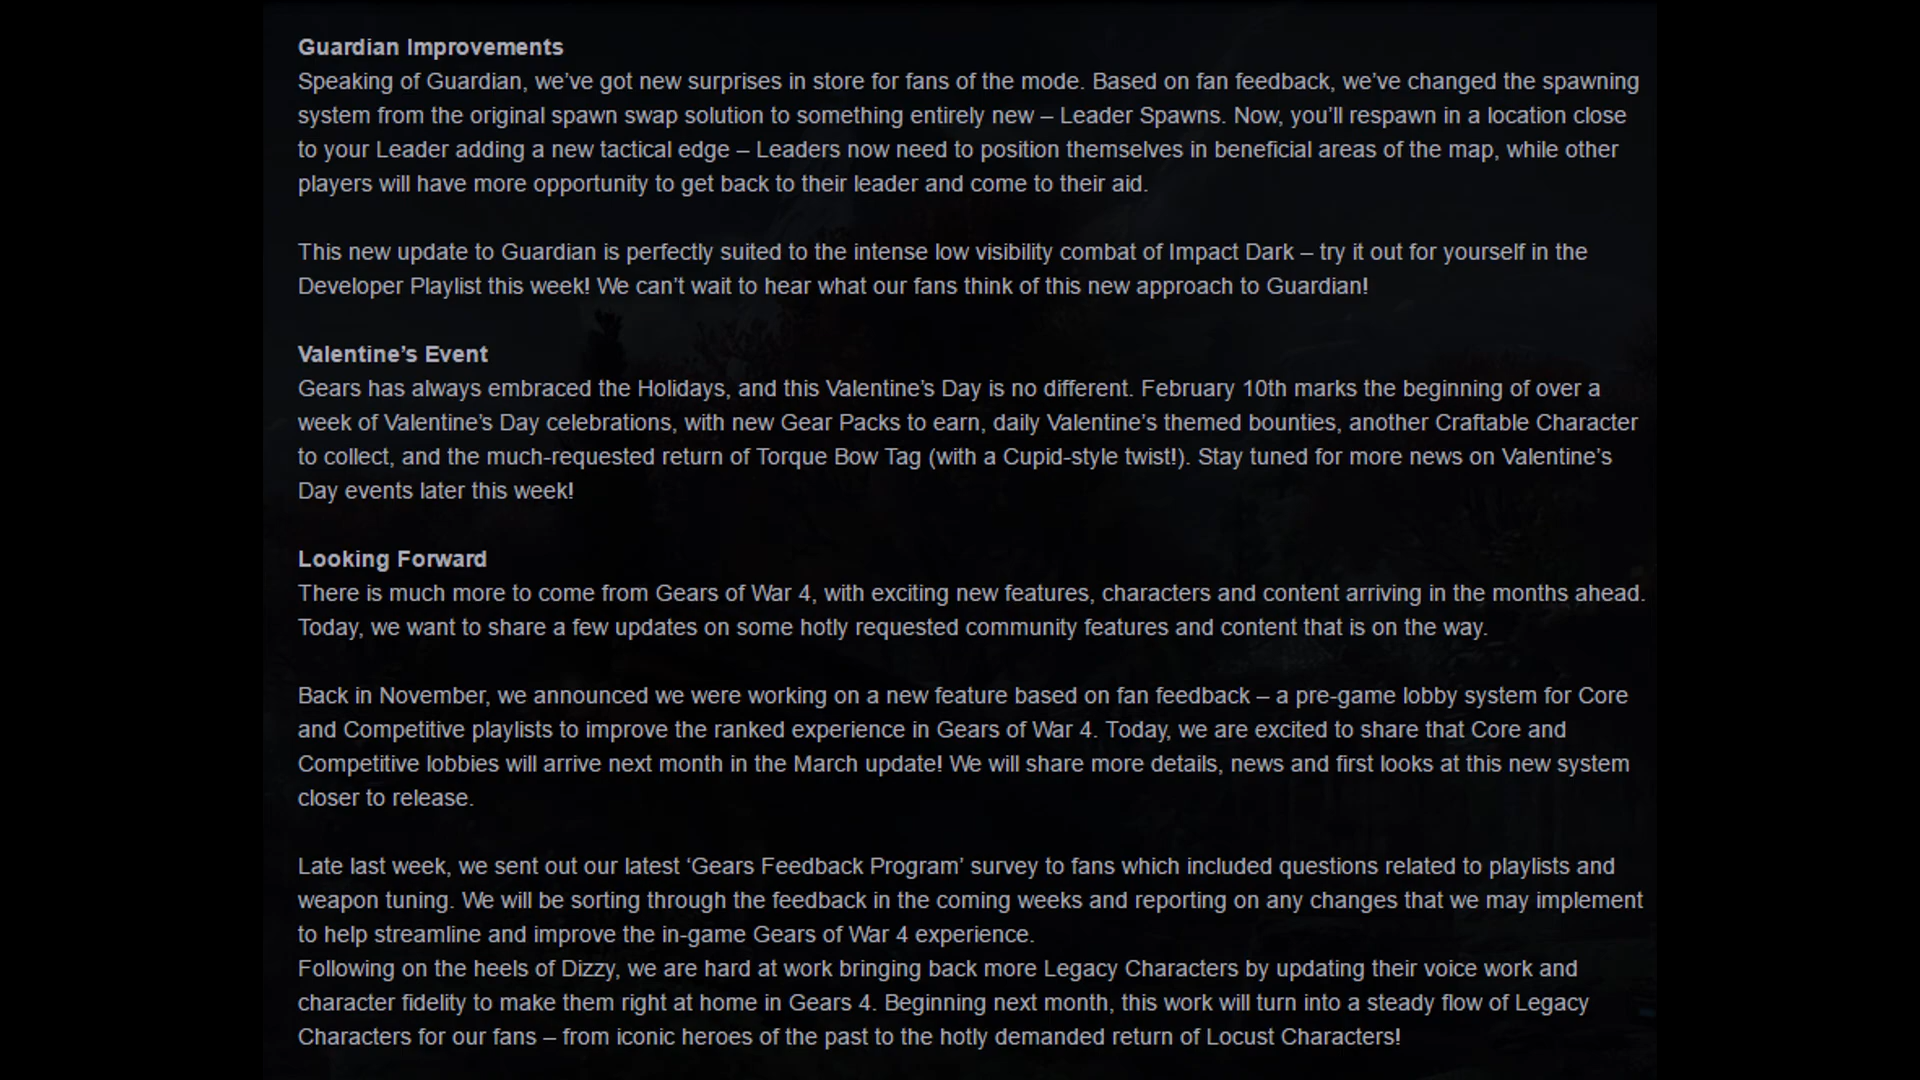 Guardian Improvements
Speaking of Guardian, we’ve got new surprises in store for fans of the mode. Based on fan feedback, we’ve changed the spawning
system from the original spawn swap solution to something entirely new – Leader Spawns. Now, you’ll respawn in a location close
to your Leader adding a new tactical edge – Leaders now need to position themselves in beneficial areas of the map, while other
players will have more opportunity to get back to their leader and come to their aid.
This new update to Guardian is perfectly suited to the intense low visibility combat of Impact Dark – try it out for yourself in the
Developer Playlist this week! We can’t wait to hear what our fans think of this new approach to Guardian!
Valentine’s Event
Gears has always embraced the Holidays, and this Valentine’s Day is no different. February 10th marks the beginning of over a
week of Valentine’s Day celebrations, with new Gear Packs to earn, daily Valentine’s themed bounties, another Craftable Character
to collect, and the much-requested return of Torque Bow Tag (with a Cupid-style twist!). Stay tuned for more news on Valentine’s
Day events later this week!
Looking Forward
There is much more to come from Gears of War 4, with exciting new features, characters and content arriving in the months ahead.
Today, we want to share a few updates on some hotly requested community features and content that is on the way.
Back in November, we announced we were working on a new feature based on fan feedback – a pre-game lobby system for Core
and Competitive playlists to improve the ranked experience in Gears of War 4. Today, we are excited to share that Core and
Competitive lobbies will arrive next month in the March update! We will share more details, news and first looks at this new system
closer to release.
Late last week, we sent out our latest ‘Gears Feedback Program’ survey to fans which included questions related to playlists and
weapon tuning. We will be sorting through the feedback in the coming weeks and reporting on any changes that we may implement
to help streamline and improve the in-game Gears of War 4 experience.
Following on the heels of Dizzy, we are hard at work bringing back more Legacy Characters by updating their voice work and
character fidelity to make them right at home in Gears 4. Beginning next month, this work will turn into a steady flow of Legacy
Characters for our fans – from iconic heroes of the past to the hotly demanded return of Locust Characters!